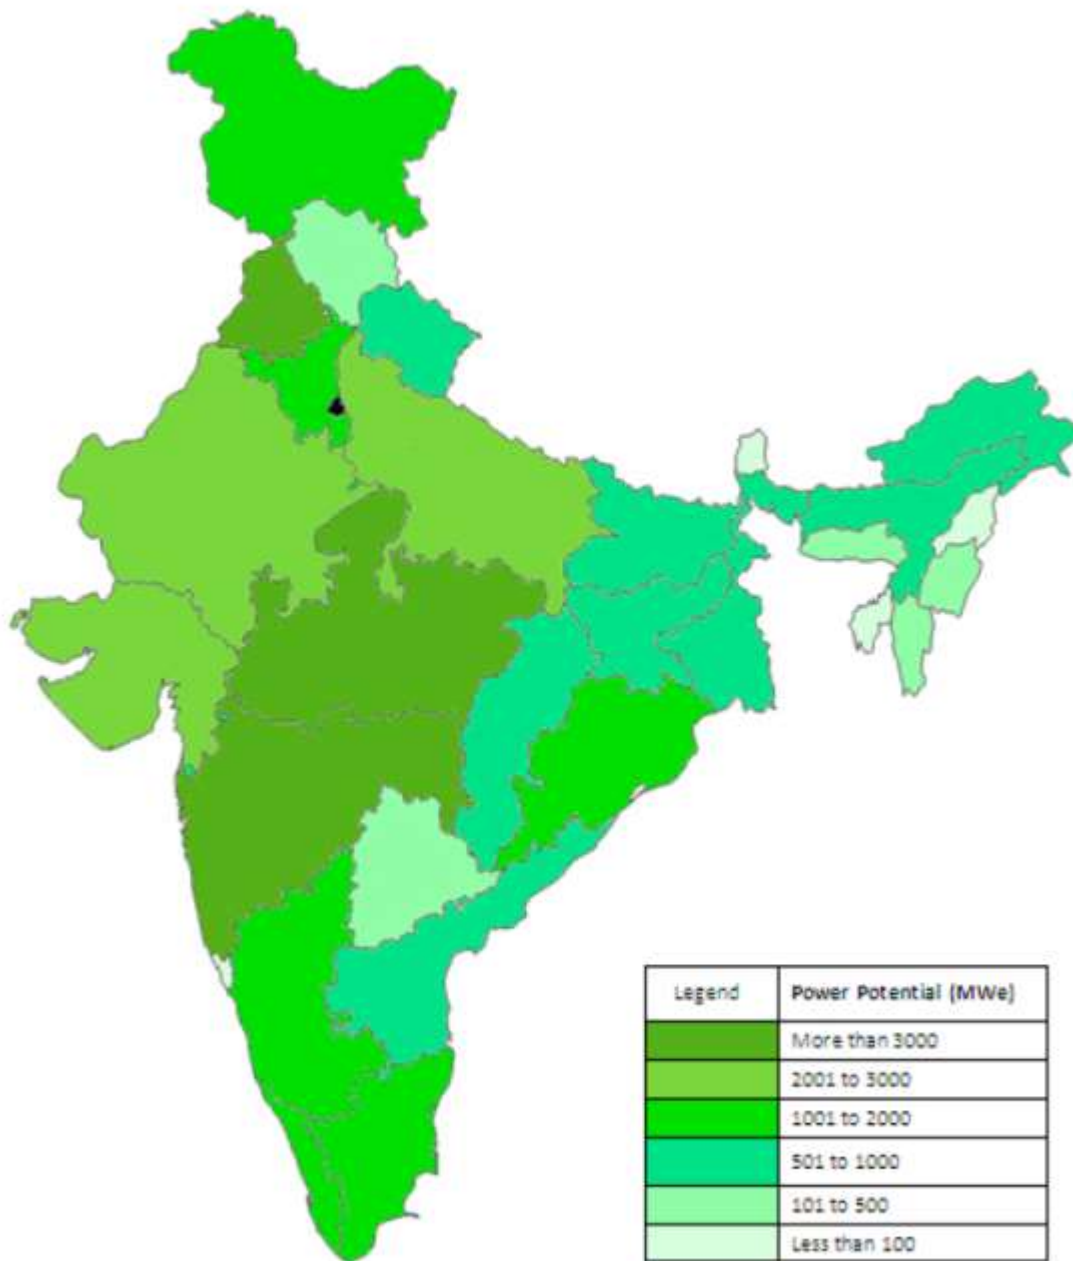 Legend Power Potential (MWe)
More than 3000
2001 to 3000
1001 to 2000
501 to 1000
101 to 500
Less than 100